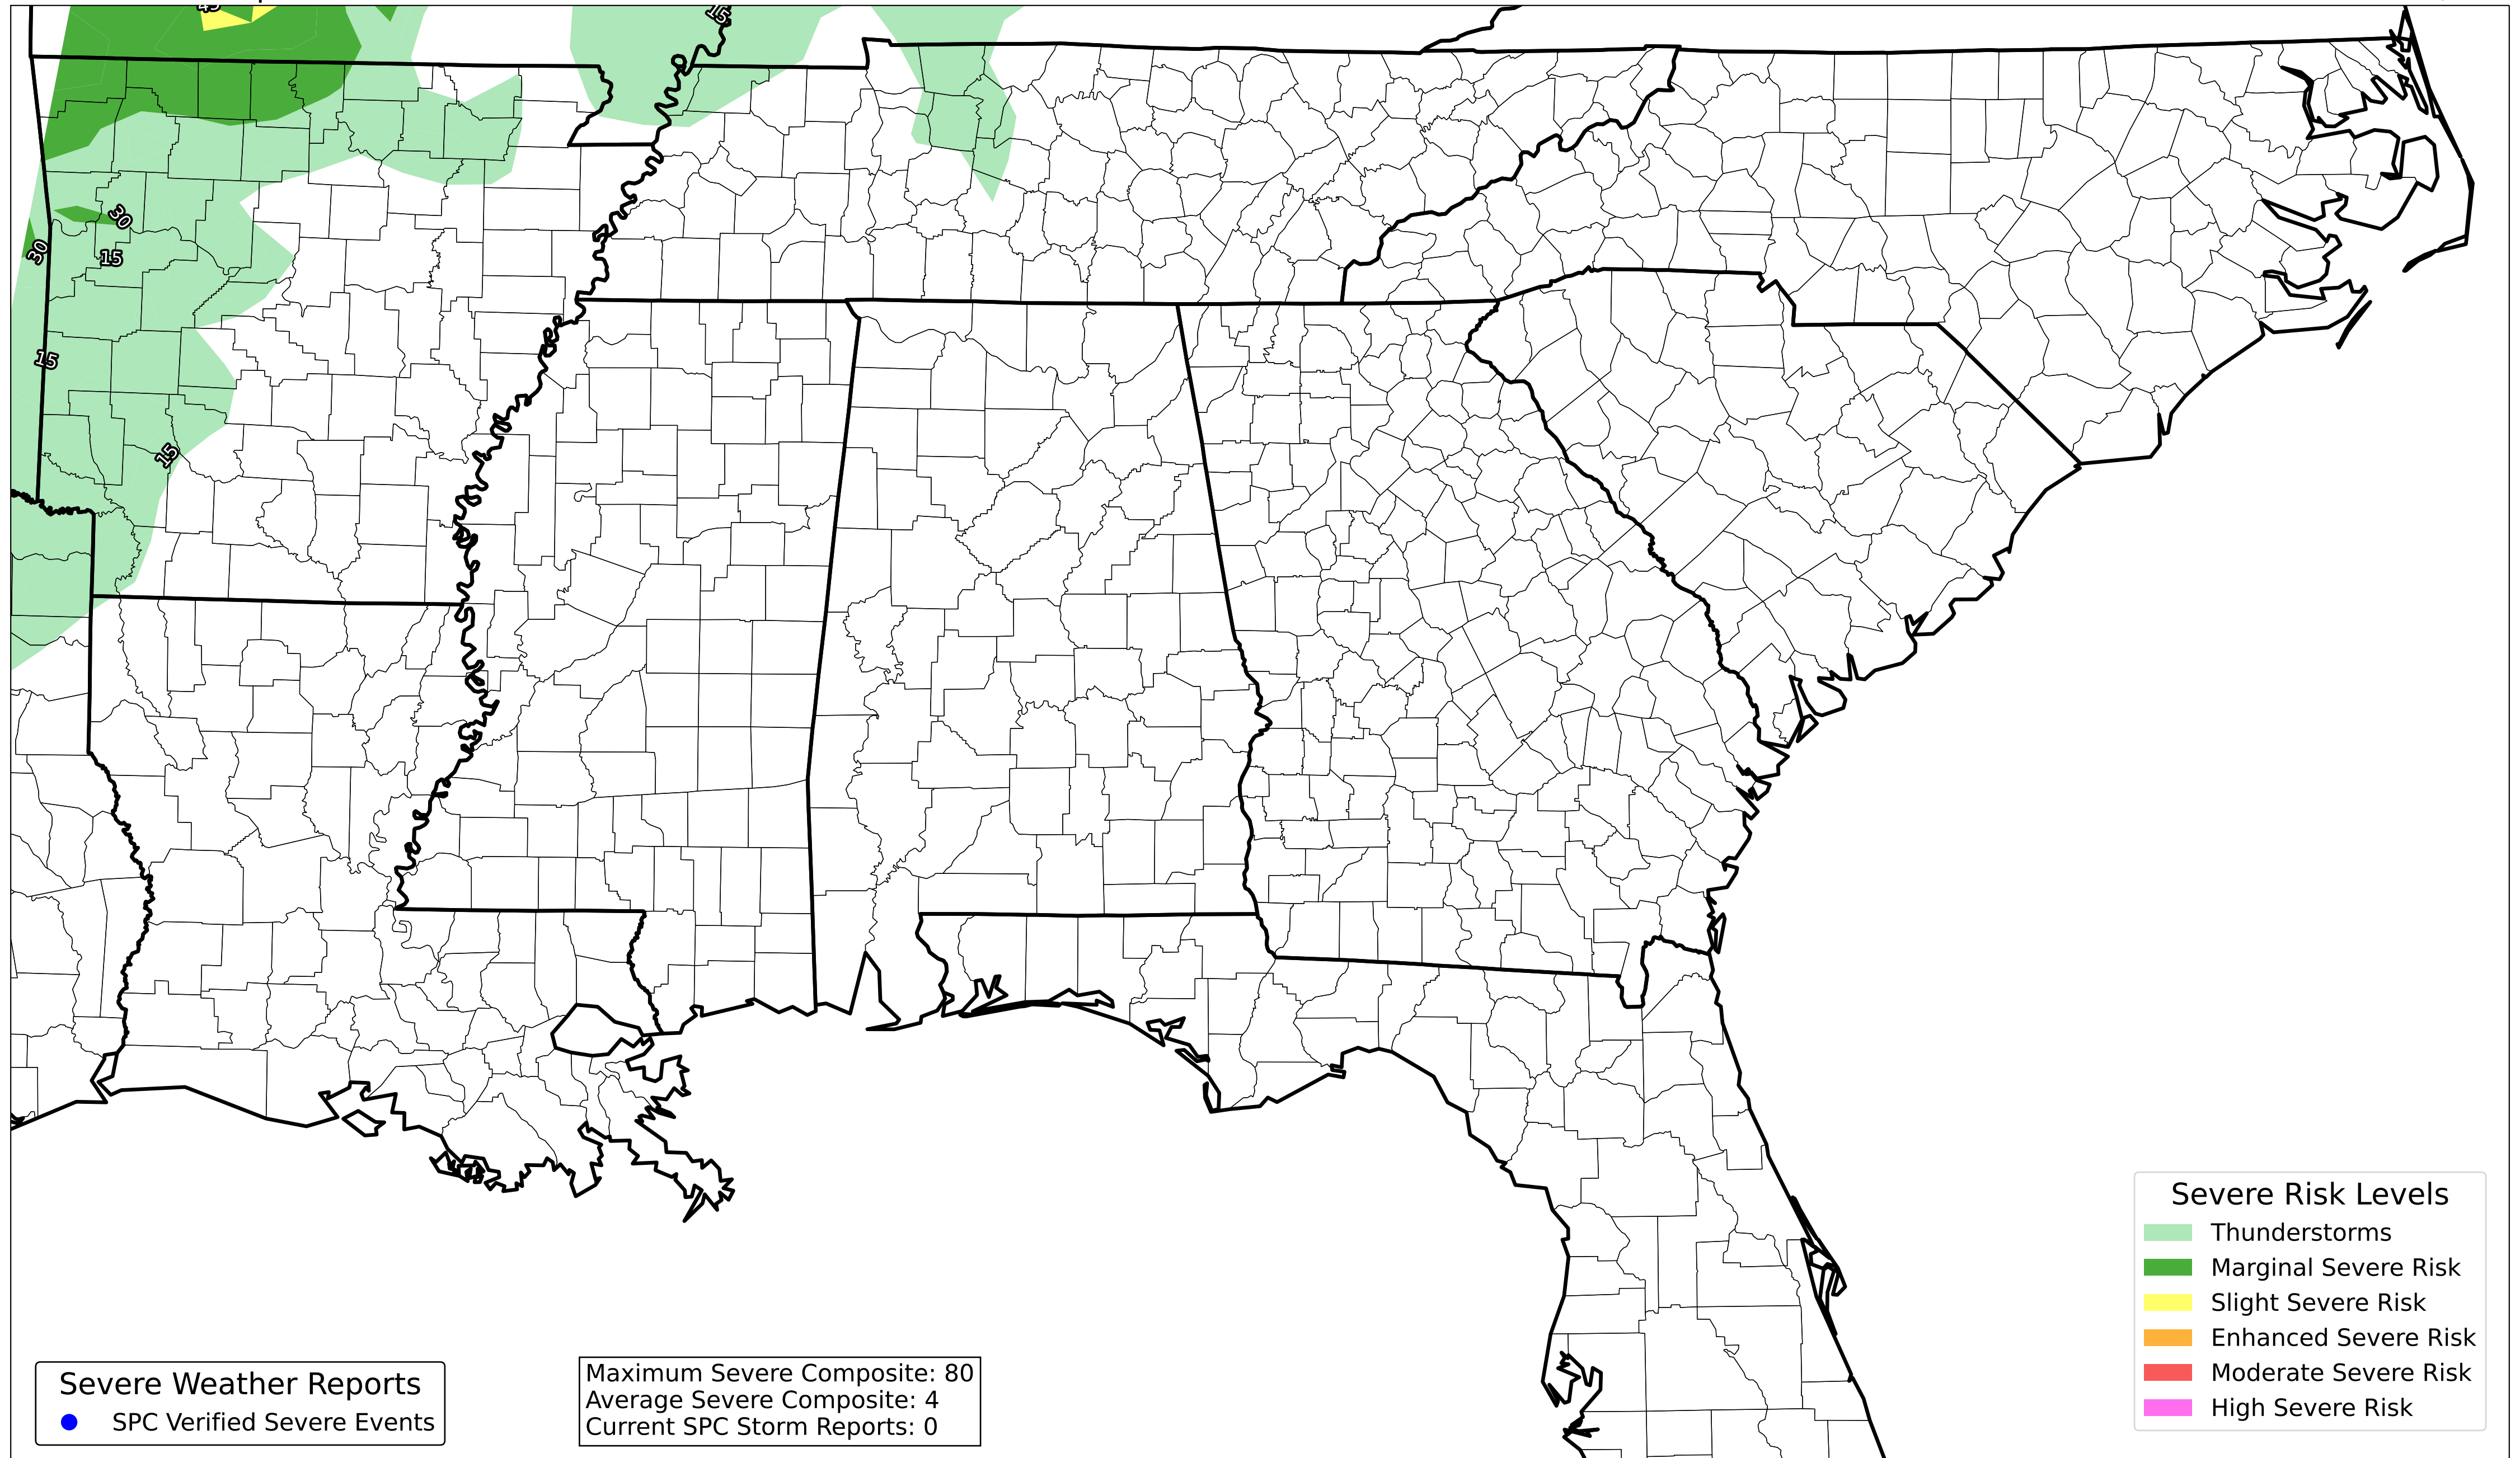 45
15
30
30
15
15
15
Severe Risk Levels
Thunderstorms
Marginal Severe Risk
Slight Severe Risk
Enhanced Severe Risk
Moderate Severe Risk
High Severe Risk
Severe Weather Reports
SPC Verified Severe Events
Maximum Severe Composite: 80
Average Severe Composite: 4
Current SPC Storm Reports: 0